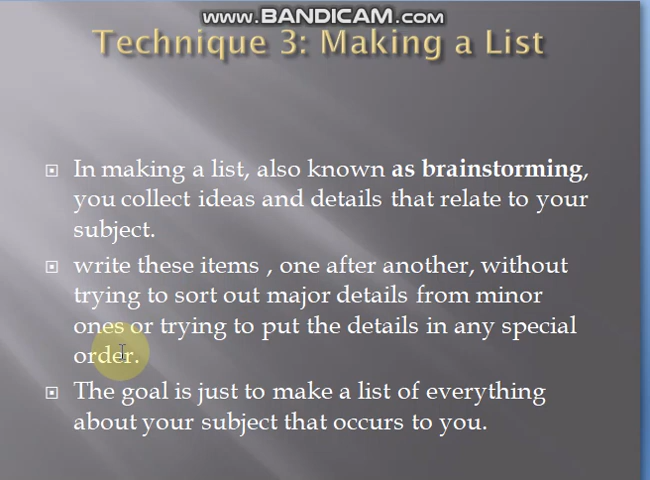 WWW.BANDICAM.COM
Technique 3: Making a List
In making a list, also known as brainstorming,
you collect ideas and details that relate to your
subject.
write these items , one after another, without
trying to sort out major details from minor
ones or trying to put the details in any special
order.
The goal is just to make a list of everything
about your subject that occurs to you.